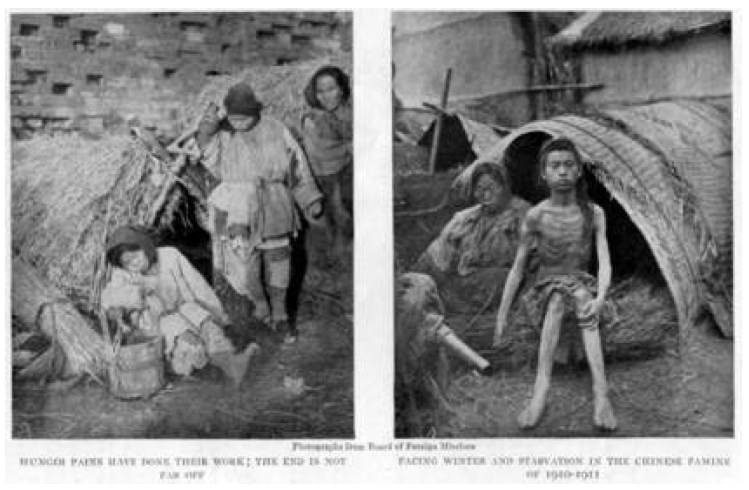 Photographs from Board of Foreign Missions
HUNGER PAINS HAVE DONE THEIR WORK; THE END IS NOT
FAR OFF
FACING WINTER AND STARVATION IN THE CHINESE FAMINE
OF 1910-1911